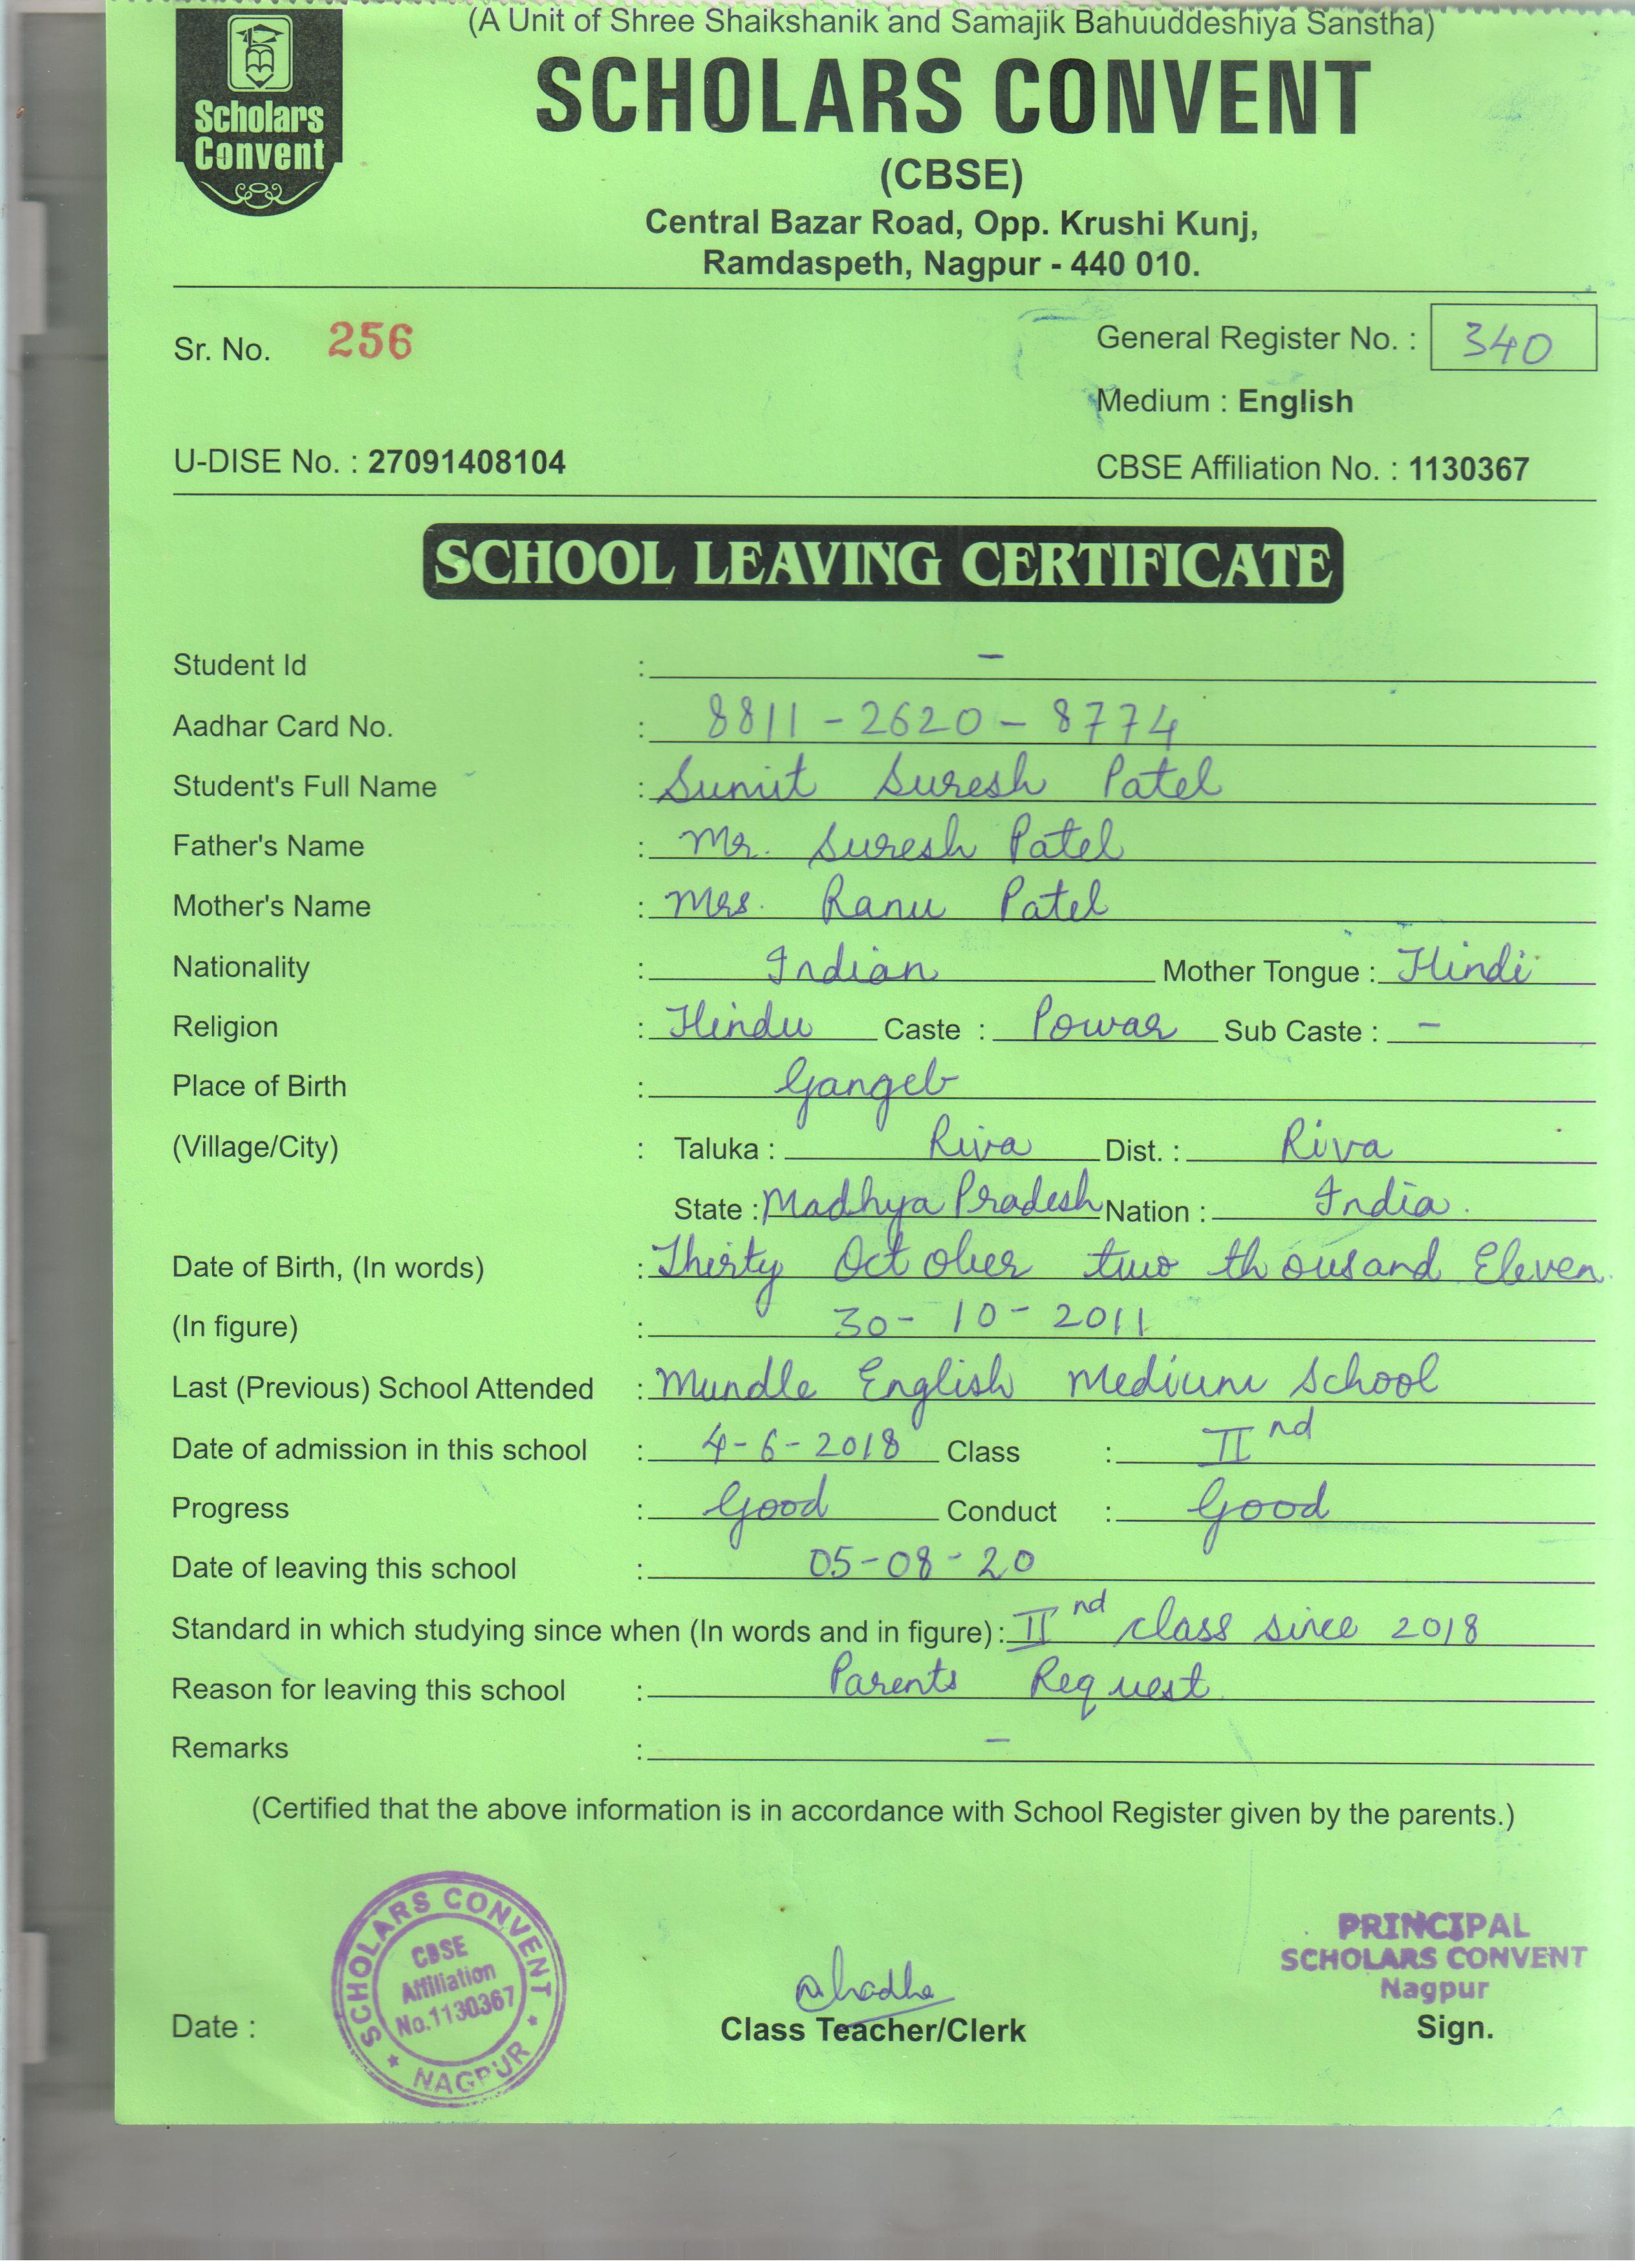 (A Unit of Shree Shaikshanik and Samajik Bahuuddeshiya Sanstha)
Scholars
Convent
SCHOLARS CONVENT
(CBSE)
Central Bazar Road, Opp. Krushi Kunj,
Ramdaspeth, Nagpur - 440 010.
Sr. No. 256
General Register No. : 340
Medium : English
U-DISE No. : 27091408104
CBSE Affiliation No. : 1130367
SCHOOL LEAVING CERTIFICATE
Student Id : –
Aadhar Card No. : 8811-2620-8774
Student's Full Name : Sumit Suresh Patel
Father's Name : Mr. Suresh Patel
Mother's Name : Mrs. Ranu Patel
Nationality : Indian Mother Tongue : Hindi
Religion : Hindu Caste : Powar Sub Caste : –
Place of Birth : Gangeb
(Village/City) : Taluka : Riva Dist. : Riva
State : Madhya Pradesh Nation : India.
Date of Birth, (In words) : Thirty October two thousand Eleven.
(In figure) : 30-10-2011
Last (Previous) School Attended : Mundle English Medium School
Date of admission in this school : 4-6-2018 Class : IInd
Progress : Good Conduct : Good
Date of leaving this school : 05-08-20
Standard in which studying since when (In words and in figure) : IInd class since 2018
Reason for leaving this school : Parents Request
Remarks : –
(Certified that the above information is in accordance with School Register given by the parents.)
SCHOLARS CONVENT
CBSE
Affiliation
No.1130367
NAGPUR
PRINCIPAL
SCHOLARS CONVENT
Nagpur
Date :
Class Teacher/Clerk
Sign.